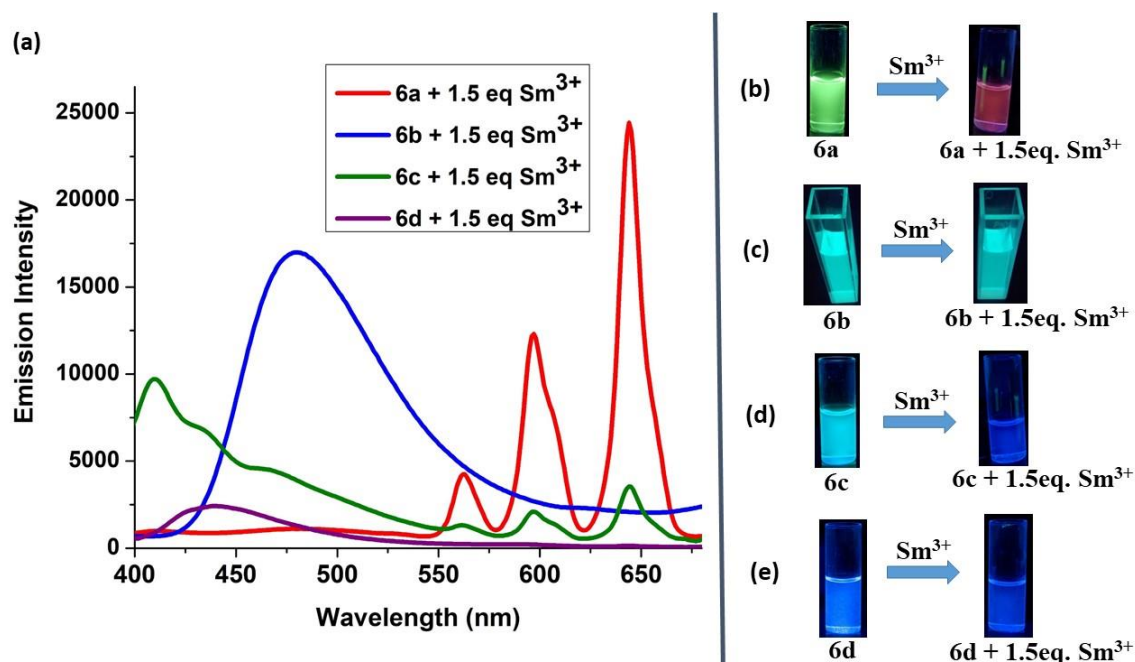 (a)
6a + 1.5 eq Sm³⁺
6b + 1.5 eq Sm³⁺
6c + 1.5 eq Sm³⁺
6d + 1.5 eq Sm³⁺
Emission Intensity
25000
20000
15000
10000
5000
0
400
450
500
550
600
650
Wavelength (nm)
(b)
Sm³⁺
6a
6a + 1.5eq. Sm³⁺
(c)
Sm³⁺
6b
6b + 1.5eq. Sm³⁺
(d)
Sm³⁺
6c
6c + 1.5eq. Sm³⁺
(e)
Sm³⁺
6d
6d + 1.5eq. Sm³⁺